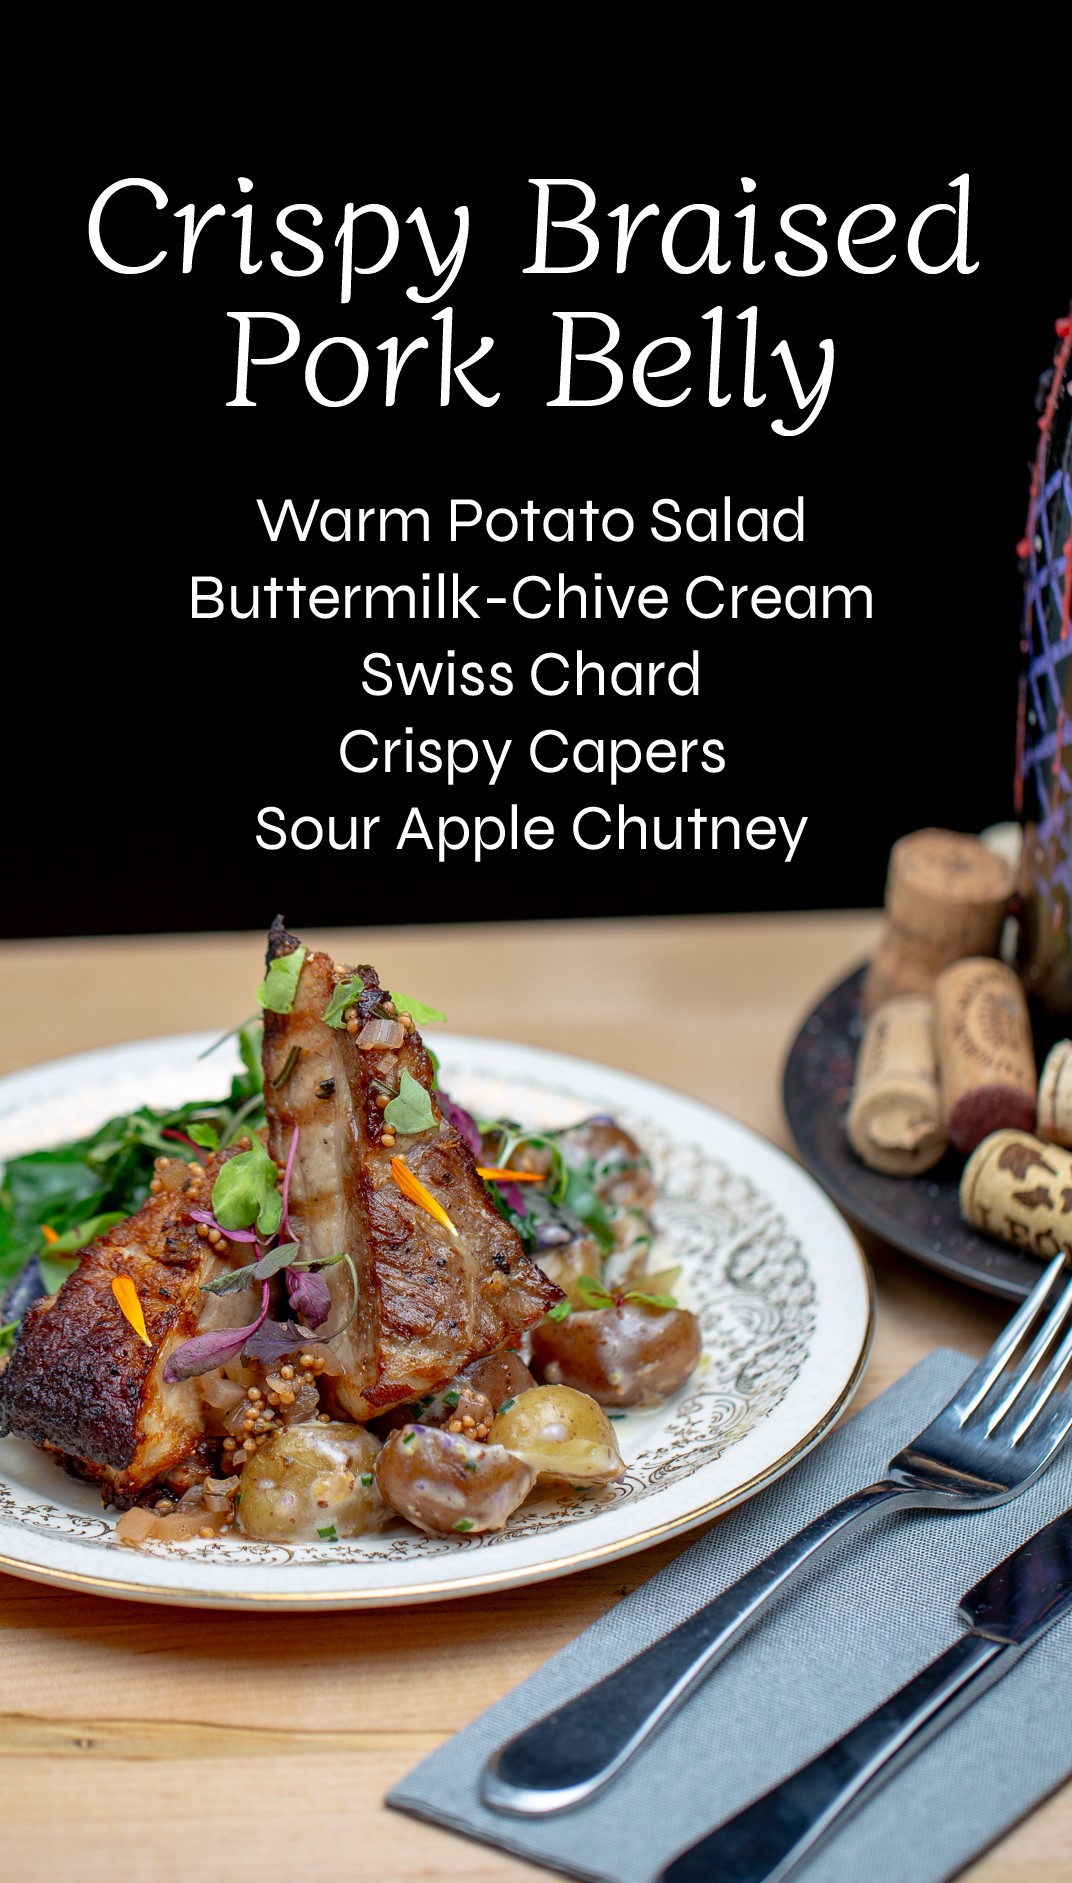 Crispy Braised
Pork Belly
Warm Potato Salad
Buttermilk-Chive Cream
Swiss Chard
Crispy Capers
Sour Apple Chutney